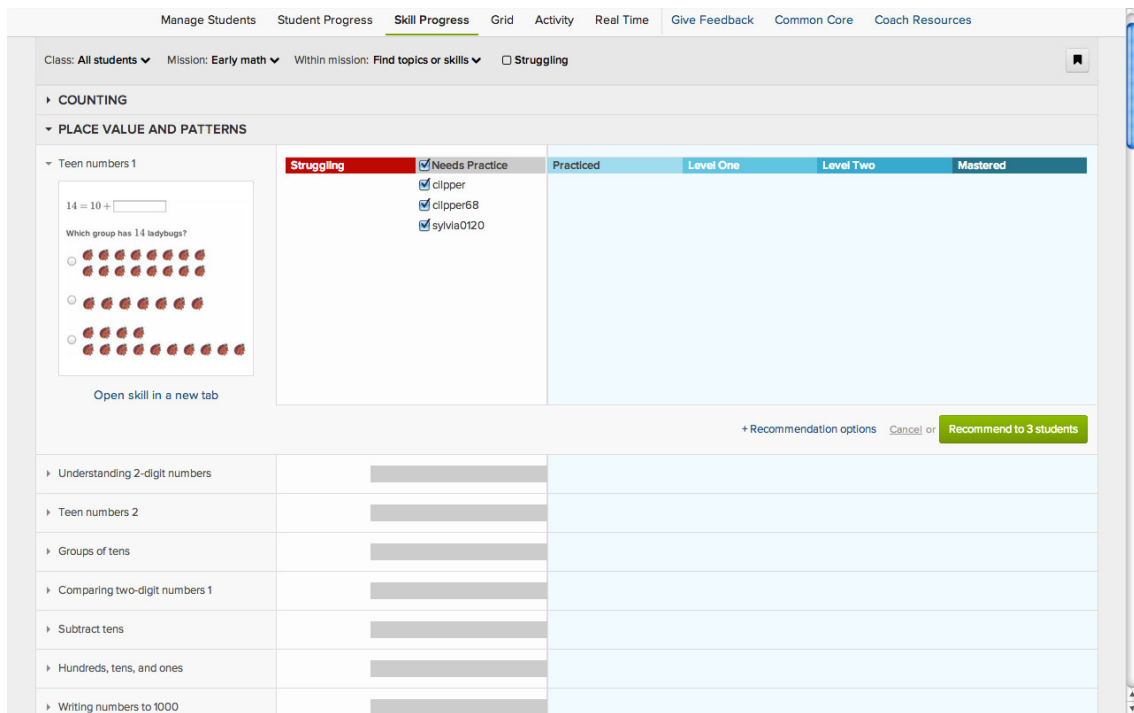 Manage Students Student Progress Skill Progress Grid Activity Real Time Give Feedback Common Core Coach Resources
Class: All students Mission: Early math Within mission: Find topics or skills Struggling
COUNTING
PLACE VALUE AND PATTERNS
Teen numbers 1
14 = 10 +
Which group has 14 ladybugs?
Open skill in a new tab
Struggling Needs Practice Practiced Level One Level Two Mastered
cilpper
cilpper68
sylvia0120
+ Recommendation options Cancel or Recommend to 3 students
Understanding 2-digit numbers
Teen numbers 2
Groups of tens
Comparing two-digit numbers 1
Subtract tens
Hundreds, tens, and ones
Writing numbers to 1000